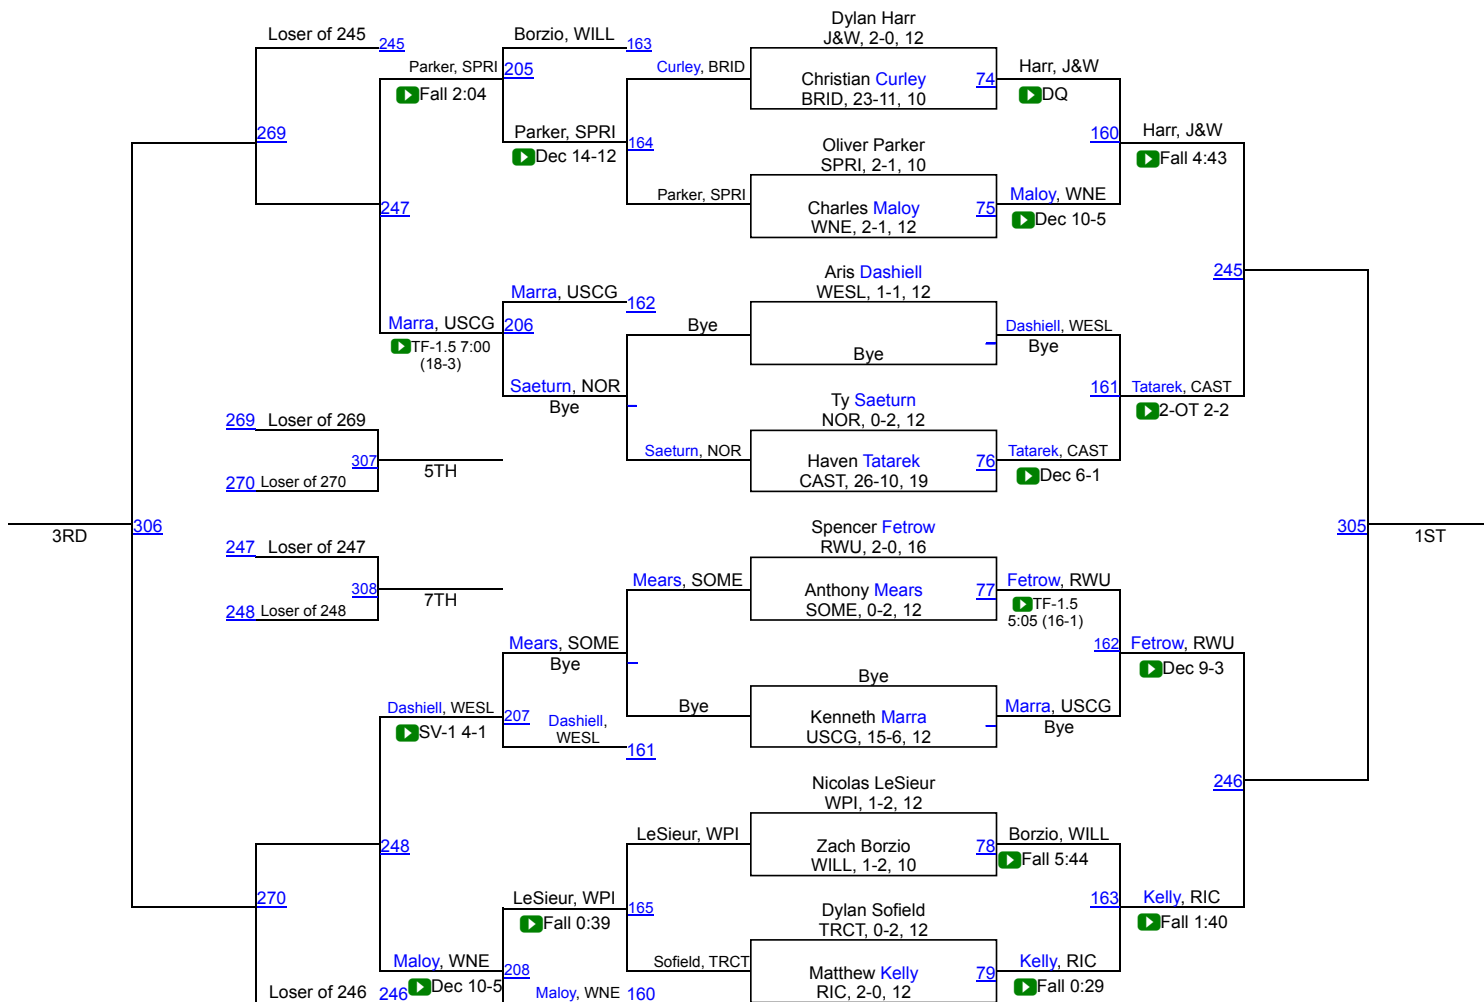 Dylan Harr
J&W, 2-0, 12
Loser of 245
245
Borzio, WILL
163
Parker, SPRI
205
Fall 2:04
Curley, BRID
Christian Curley
BRID, 23-11, 10
74
Harr, J&W
DQ
269
Parker, SPRI
Dec 14-12
164
Oliver Parker
SPRI, 2-1, 10
160
Harr, J&W
Fall 4:43
247
Parker, SPRI
Charles Maloy
WNE, 2-1, 12
75
Maloy, WNE
Dec 10-5
245
Aris Dashiell
WESL, 1-1, 12
Marra, USCG
162
Marra, USCG
206
TF-1.5 7:00
(18-3)
Bye
Bye
Dashiell, WESL
Bye
Saeturn, NOR
Bye
Ty Saeturn
NOR, 0-2, 12
161
Tatarek, CAST
2-OT 2-2
269
Loser of 269
307
5TH
270
Loser of 270
Saeturn, NOR
Haven Tatarek
CAST, 26-10, 19
76
Tatarek, CAST
Dec 6-1
3RD
306
Spencer Fetrow
RWU, 2-0, 16
305
1ST
247
Loser of 247
308
7TH
248
Loser of 248
Mears, SOME
Anthony Mears
SOME, 0-2, 12
77
Fetrow, RWU
TF-1.5
5:05 (16-1)
Mears, SOME
Bye
162
Fetrow, RWU
Dec 9-3
Bye
Dashiell, WESL
207
SV-1 4-1
Dashiell,
WESL
161
Bye
Kenneth Marra
USCG, 15-6, 12
Marra, USCG
Bye
246
Nicolas LeSieur
WPI, 1-2, 12
248
LeSieur, WPI
Zach Borzio
WILL, 1-2, 10
78
Borzio, WILL
Fall 5:44
270
LeSieur, WPI
Fall 0:39
165
Dylan Sofield
TRCT, 0-2, 12
163
Kelly, RIC
Fall 1:40
Maloy, WNE
208
Dec 10-5
Sofield, TRCT
Matthew Kelly
RIC, 2-0, 12
79
Kelly, RIC
Fall 0:29
Loser of 246
246
Maloy, WNE
160